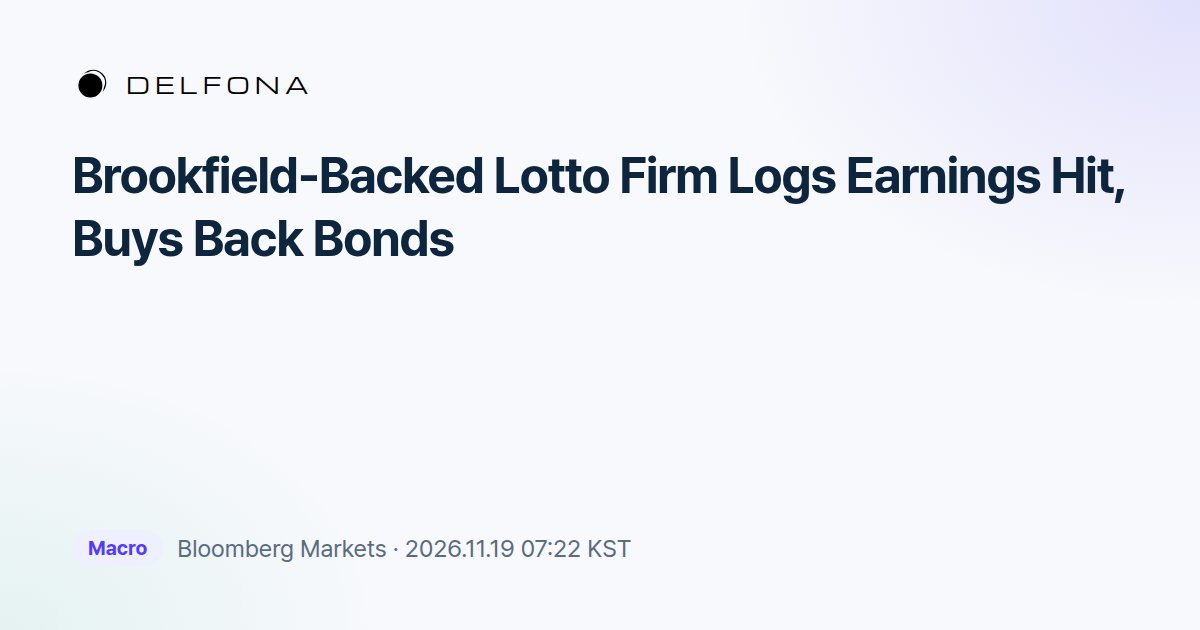 DELFONA
Brookfield-Backed Lotto Firm Logs Earnings Hit,
Buys Back Bonds
Macro Bloomberg Markets · 2026.11.19 07:22 KST